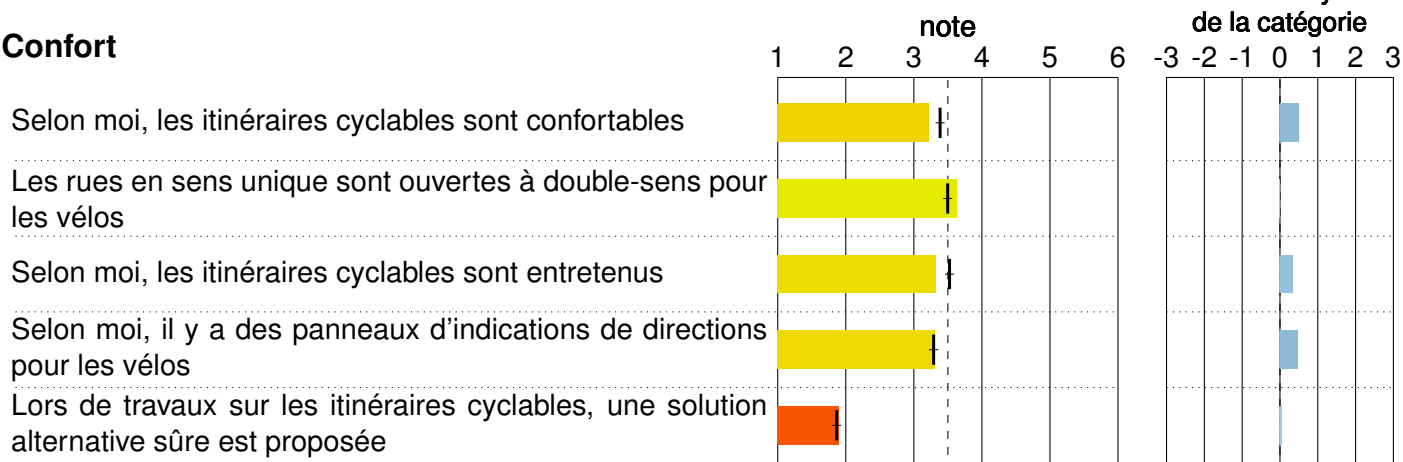 note
de la catégorie
Confort
1 2 3 4 5 6
-3 -2 -1 0 1 2 3
Selon moi, les itinéraires cyclables sont confortables
Les rues en sens unique sont ouvertes à double-sens pour
les vélos
Selon moi, les itinéraires cyclables sont entretenus
Selon moi, il y a des panneaux d'indications de directions
pour les vélos
Lors de travaux sur les itinéraires cyclables, une solution
alternative sûre est proposée